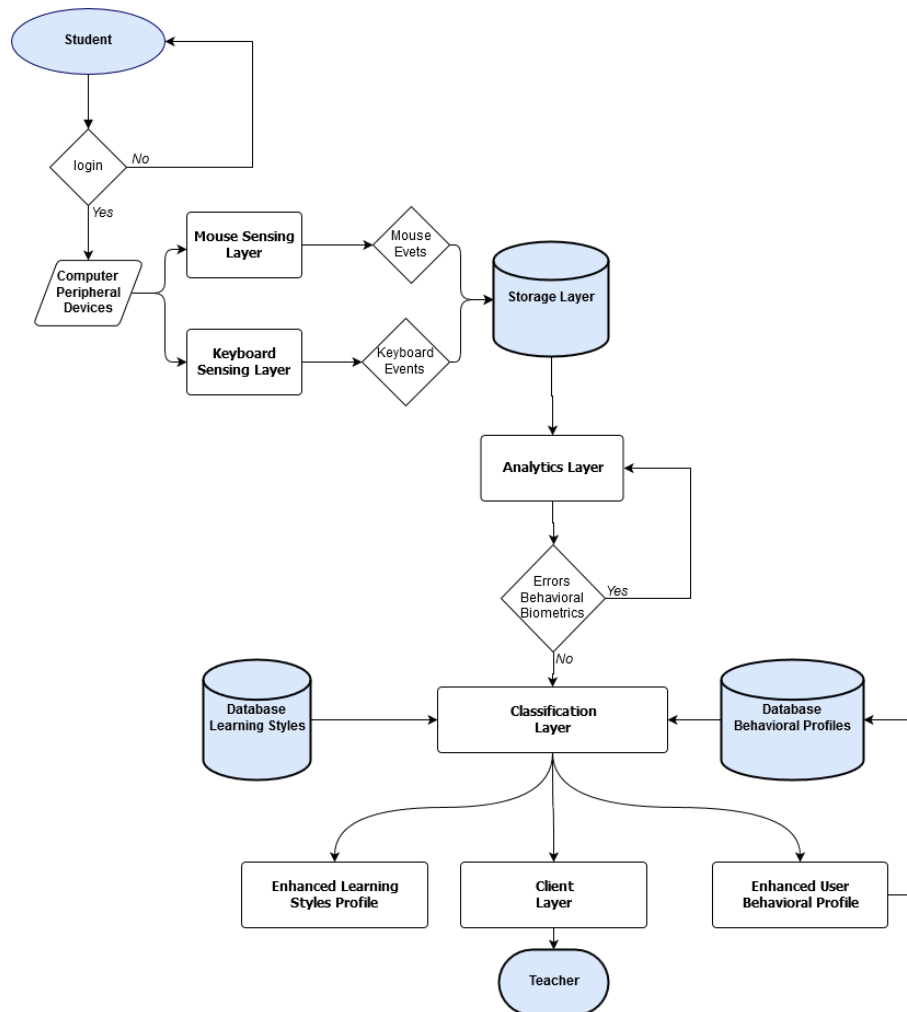 Student
login
No
Yes
Computer
Peripheral
Devices
Mouse Sensing
Layer
Mouse
Evets
Keyboard
Sensing Layer
Keyboard
Events
Storage Layer
Analytics Layer
Errors
Behavioral
Biometrics
Yes
No
Database
Learning Styles
Classification
Layer
Database
Behavioral Profiles
Enhanced Learning
Styles Profile
Client
Layer
Enhanced User
Behavioral Profile
Teacher